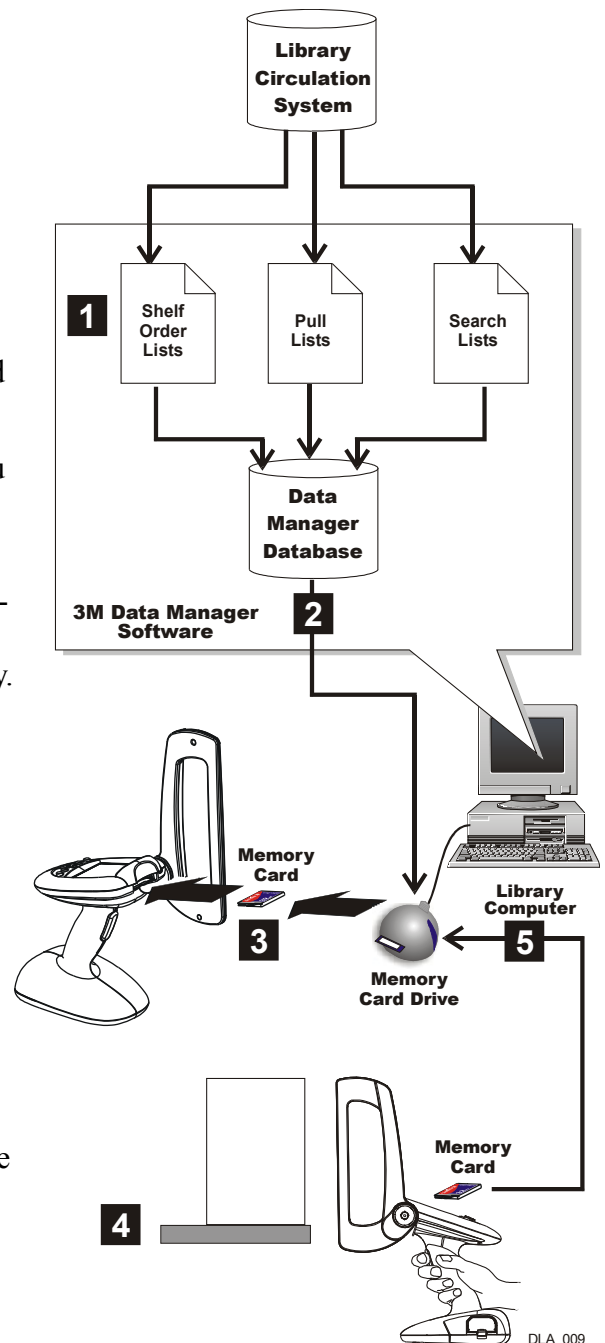 Library
Circulation
System
1
Shelf
Order
Lists
Pull
Lists
Search
Lists
Data
Manager
Database
3M Data Manager
Software
2
Memory
Card
3
Library
Computer
5
Memory
Card Drive
Memory
Card
4
DLA_009